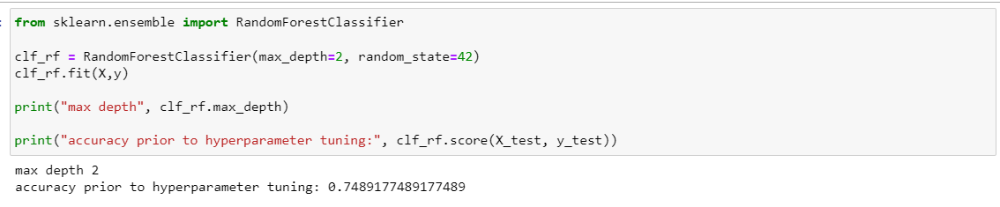 : from sklearn.ensemble import RandomForestClassifier
clf_rf = RandomForestClassifier(max_depth=2, random_state=42)
clf_rf.fit(X,y)
print("max depth", clf_rf.max_depth)
print("accuracy prior to hyperparameter tuning:", clf_rf.score(X_test, y_test))
max depth 2
accuracy prior to hyperparameter tuning: 0.7489177489177489